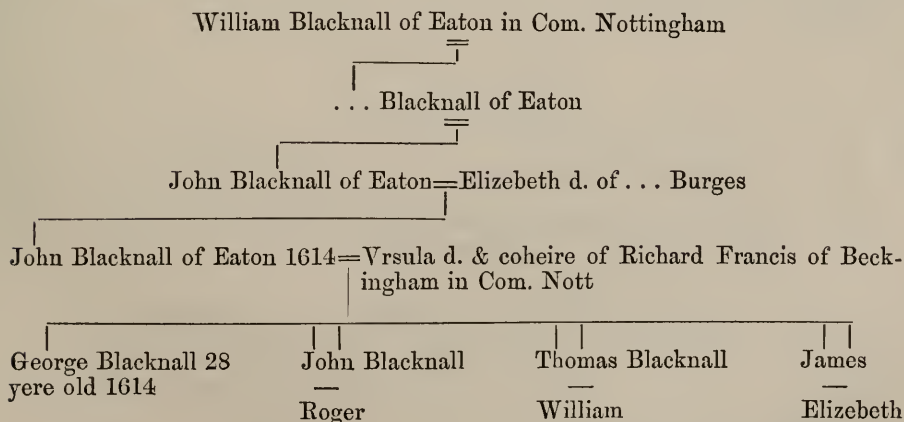 William Blacknall of Eaton in Com. Nottingham
... Blacknall of Eaton
John Blacknall of Eaton=Elizebeth d. of ... Burges
John Blacknall of Eaton 1614=Vrsula d. & coheire of Richard Francis of Beck-
ingham in Com. Nott
George Blacknall 28
yere old 1614
John Blacknall
—
Roger
Thomas Blacknall
—
William
James
—
Elizebeth